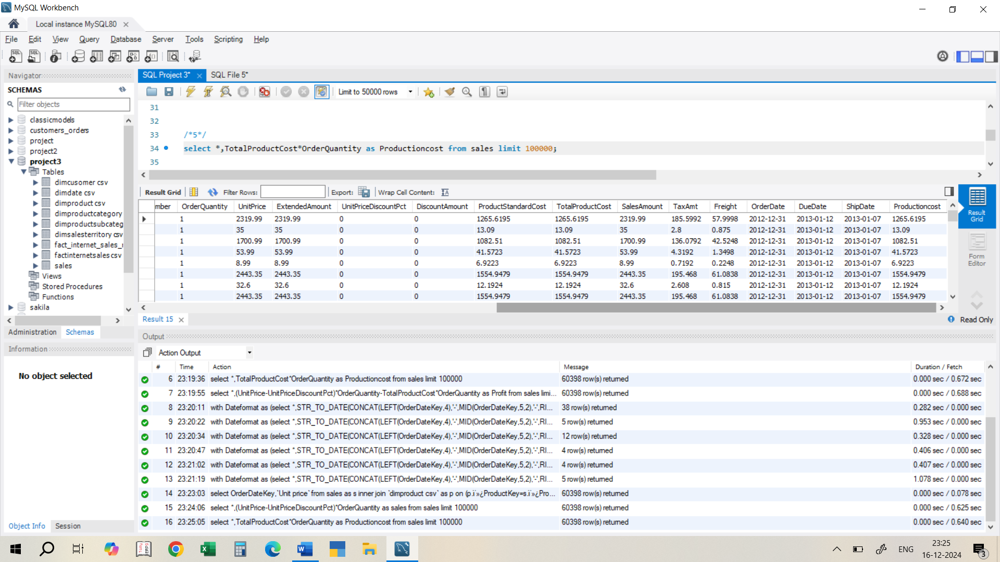 MySQL Workbench
Local instance MySQL80
File Edit View Query Database Server Tools Scripting Help
Navigator
SCHEMAS
Filter objects
classicmodels
customers_orders
project
project2
project3
Tables
dimcusomer csv
dimdate csv
dimproduct csv
dimproductcategory
dimproductsubcateg
dimsalesterritory csv
fact_internet_sales_
factinternetsales csv
sales
Views
Stored Procedures
Functions
sakila
Administration Schemas
Information
No object selected
Object Info Session
SQL Project 3* SQL File 5*
Limit to 50000 rows
31
32
33 /*5*/
34 select *,TotalProductCost*OrderQuantity as Productioncost from sales limit 100000;
35
Result Grid Filter Rows: Export: Wrap Cell Content:
mber OrderQuantity UnitPrice ExtendedAmount UnitPriceDiscountPct DiscountAmount ProductStandardCost TotalProductCost SalesAmount TaxAmt Freight OrderDate DueDate ShipDate Productioncost
1 2319.99 2319.99 0 0 1265.6195 1265.6195 2319.99 185.5992 57.9998 2012-12-31 2013-01-12 2013-01-07 1265.6195
1 35 35 0 0 13.09 13.09 35 2.8 0.875 2012-12-31 2013-01-12 2013-01-07 13.09
1 1700.99 1700.99 0 0 1082.51 1082.51 1700.99 136.0792 42.5248 2012-12-31 2013-01-12 2013-01-07 1082.51
1 53.99 53.99 0 0 41.5723 41.5723 53.99 4.3192 1.3498 2012-12-31 2013-01-12 2013-01-07 41.5723
1 8.99 8.99 0 0 6.9223 6.9223 8.99 0.7192 0.2248 2012-12-31 2013-01-12 2013-01-07 6.9223
1 2443.35 2443.35 0 0 1554.9479 1554.9479 2443.35 195.468 61.0838 2012-12-31 2013-01-12 2013-01-07 1554.9479
1 32.6 32.6 0 0 12.1924 12.1924 32.6 2.608 0.815 2012-12-31 2013-01-12 2013-01-07 12.1924
1 2443.35 2443.35 0 0 1554.9479 1554.9479 2443.35 195.468 61.0838 2012-12-31 2013-01-12 2013-01-07 1554.9479
Result Grid
Form Editor
Result 15
Read Only
Output
Action Output
# Time Action Message Duration / Fetch
6 23:19:36 select *,TotalProductCost*OrderQuantity as Productioncost from sales limit 100000 60398 row(s) returned 0.000 sec / 0.672 sec
7 23:19:55 select *,(UnitPrice-UnitPriceDiscountPct)*OrderQuantity-TotalProductCost*OrderQuantity as Profit from sales limi... 60398 row(s) returned 0.000 sec / 0.688 sec
8 23:20:11 with Dateformat as (select *,STR_TO_DATE(CONCAT(LEFT(OrderDateKey,4),'-',MID(OrderDateKey,5,2),'-',RI... 38 row(s) returned 0.282 sec / 0.000 sec
9 23:20:22 with Dateformat as (select *,STR_TO_DATE(CONCAT(LEFT(OrderDateKey,4),'-',MID(OrderDateKey,5,2),'-',RI... 5 row(s) returned 0.953 sec / 0.000 sec
10 23:20:34 with Dateformat as (select *,STR_TO_DATE(CONCAT(LEFT(OrderDateKey,4),'-',MID(OrderDateKey,5,2),'-',RI... 12 row(s) returned 0.328 sec / 0.000 sec
11 23:20:47 with Dateformat as (select *,STR_TO_DATE(CONCAT(LEFT(OrderDateKey,4),'-',MID(OrderDateKey,5,2),'-',RI... 4 row(s) returned 0.406 sec / 0.000 sec
12 23:21:02 with Dateformat as (select *,STR_TO_DATE(CONCAT(LEFT(OrderDateKey,4),'-',MID(OrderDateKey,5,2),'-',RI... 4 row(s) returned 0.407 sec / 0.000 sec
13 23:21:19 with Dateformat as (select *,STR_TO_DATE(CONCAT(LEFT(OrderDateKey,4),'-',MID(OrderDateKey,5,2),'-',RI... 5 row(s) returned 1.078 sec / 0.000 sec
14 23:23:03 select OrderDateKey,`Unit price` from sales as s inner join `dimproduct csv` as p on (p.ï»¿ProductKey=s.ï»¿Pro... 60398 row(s) returned 0.000 sec / 0.078 sec
15 23:24:06 select *,(UnitPrice-UnitPriceDiscountPct)*OrderQuantity as sales from sales limit 100000 60398 row(s) returned 0.000 sec / 0.625 sec
16 23:25:05 select *,TotalProductCost*OrderQuantity as Productioncost from sales limit 100000 60398 row(s) returned 0.000 sec / 0.640 sec
ENG
23:25
16-12-2024
3